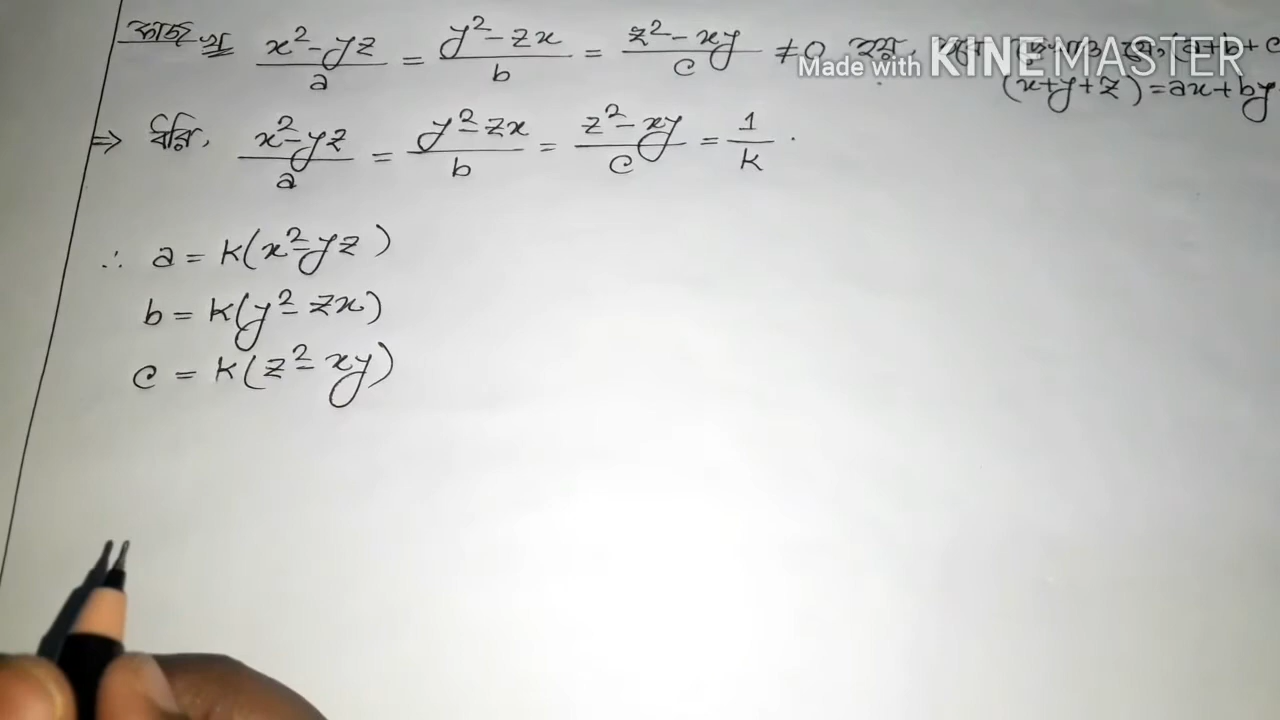 x² - yz / a = y² - zx / b = z² - xy / c ≠ 0 হয়, (a+b+c
(x+y+z) = ax + by
Made with KINEMASTER
⇒ ধরি, x² - yz / a = y² - zx / b = z² - xy / c = 1 / k .
∴ a = k(x² - yz)
b = k(y² - zx)
c = k(z² - xy)